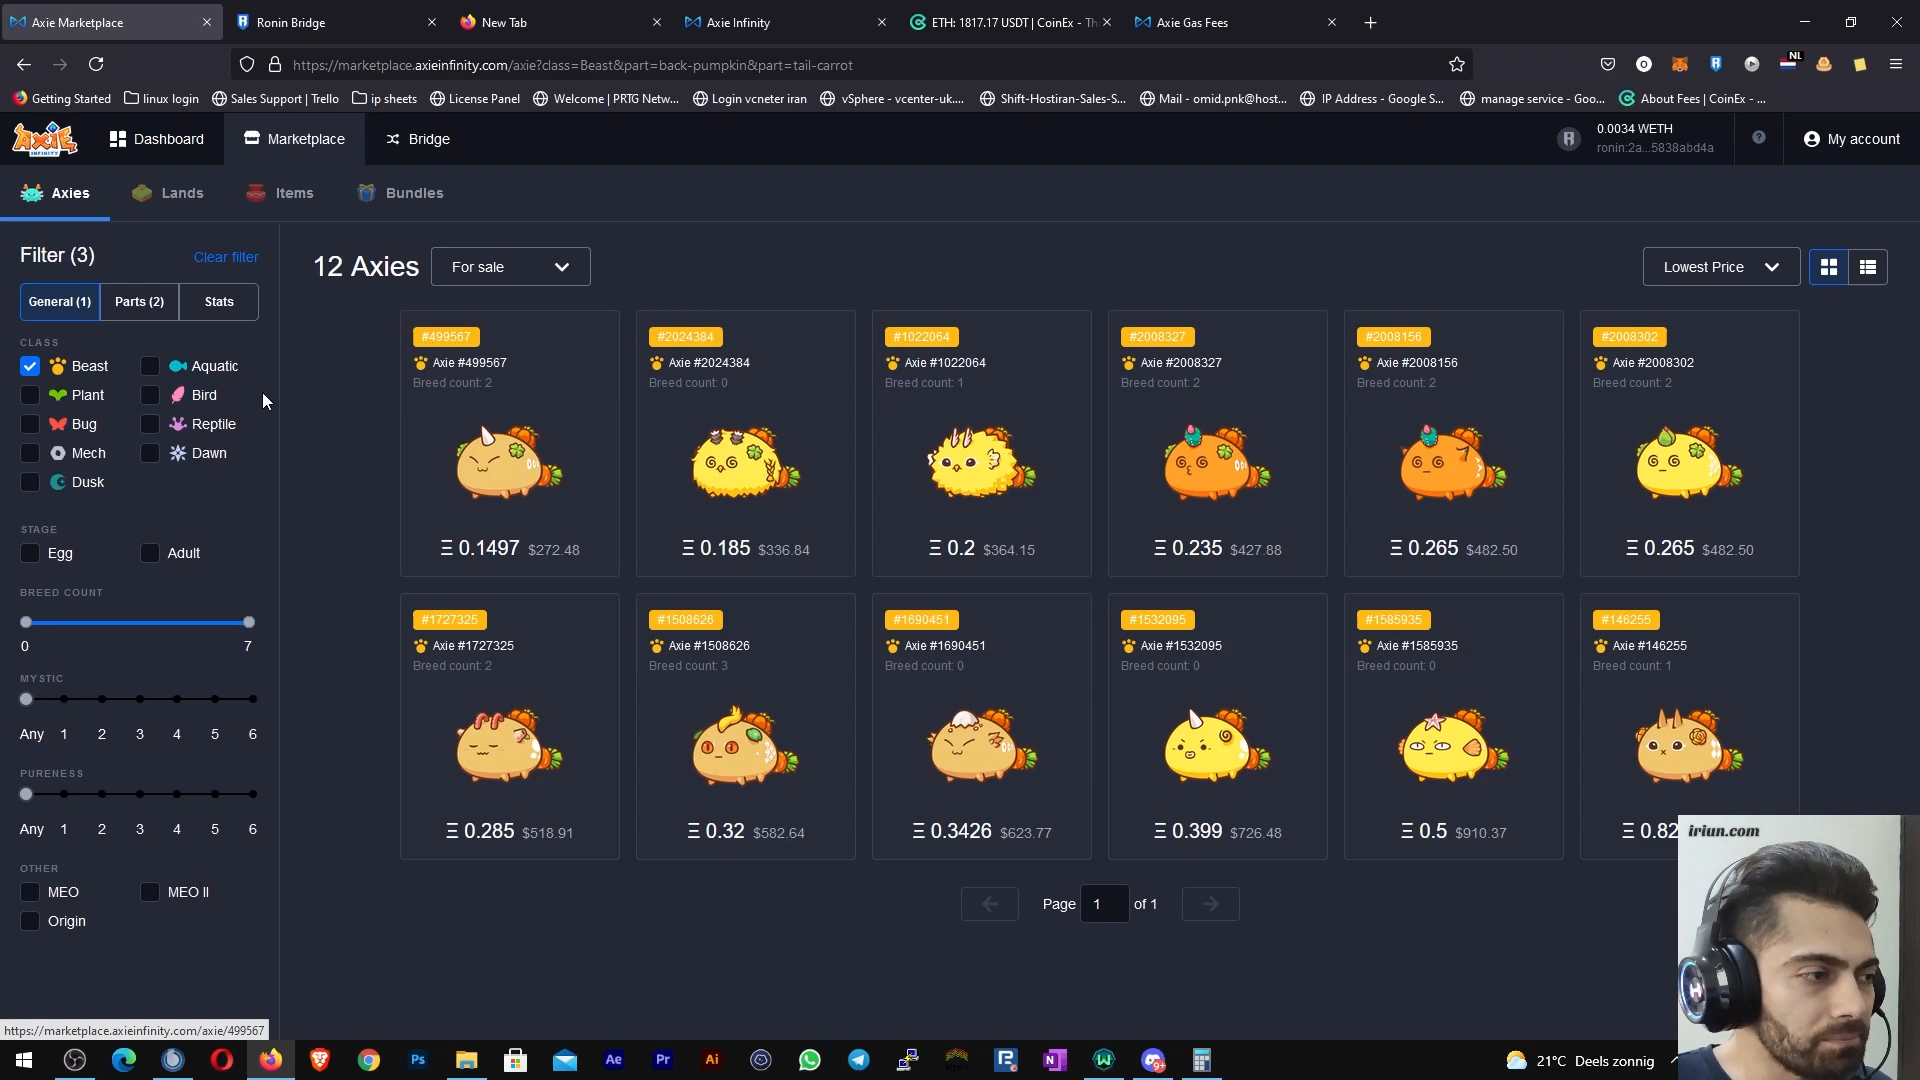 Axie Marketplace
Ronin Bridge
New Tab
Axie Infinity
ETH: 1817.17 USDT | CoinEx - Th
Axie Gas Fees
https://marketplace.axieinfinity.com/axie?class=Beast&part=back-pumpkin&part=tail-carrot
NL
Getting Started
linux login
Sales Support | Trello
ip sheets
License Panel
Welcome | PRTG Netw...
Login vcneter iran
vSphere - vcenter-uk....
Shift-Hostiran-Sales-S...
Mail - omid.pnk@host...
IP Address - Google S...
manage service - Goo...
About Fees | CoinEx - ...
AXIE
INFINITY
Dashboard
Marketplace
Bridge
0.0034 WETH
ronin:2a...5838abd4a
?
My account
Axies
Lands
Items
Bundles
Filter (3)
Clear filter
General (1)
Parts (2)
Stats
12 Axies
For sale
Lowest Price
CLASS
Beast
Aquatic
Plant
Bird
Bug
Reptile
Mech
Dawn
Dusk
STAGE
Egg
Adult
BREED COUNT
0
7
MYSTIC
Any 1 2 3 4 5 6
PURENESS
Any 1 2 3 4 5 6
OTHER
MEO
MEO II
Origin
#499567
Axie #499567
Breed count: 2
Ξ 0.1497 $272.48
#2024384
Axie #2024384
Breed count: 0
Ξ 0.185 $336.84
#1022064
Axie #1022064
Breed count: 1
Ξ 0.2 $364.15
#2008327
Axie #2008327
Breed count: 2
Ξ 0.235 $427.88
#2008156
Axie #2008156
Breed count: 2
Ξ 0.265 $482.50
#2008302
Axie #2008302
Breed count: 2
Ξ 0.265 $482.50
#1727325
Axie #1727325
Breed count: 2
Ξ 0.285 $518.91
#1508626
Axie #1508626
Breed count: 3
Ξ 0.32 $582.64
#1690451
Axie #1690451
Breed count: 0
Ξ 0.3426 $623.77
#1532095
Axie #1532095
Breed count: 0
Ξ 0.399 $726.48
#1585935
Axie #1585935
Breed count: 0
Ξ 0.5 $910.37
#146255
Axie #146255
Breed count: 1
Ξ 0.82
Page 1 of 1
iriun.com
https://marketplace.axieinfinity.com/axie/499567
Ps
Ae
Pr
Ai
N
9+
21°C Deels zonnig